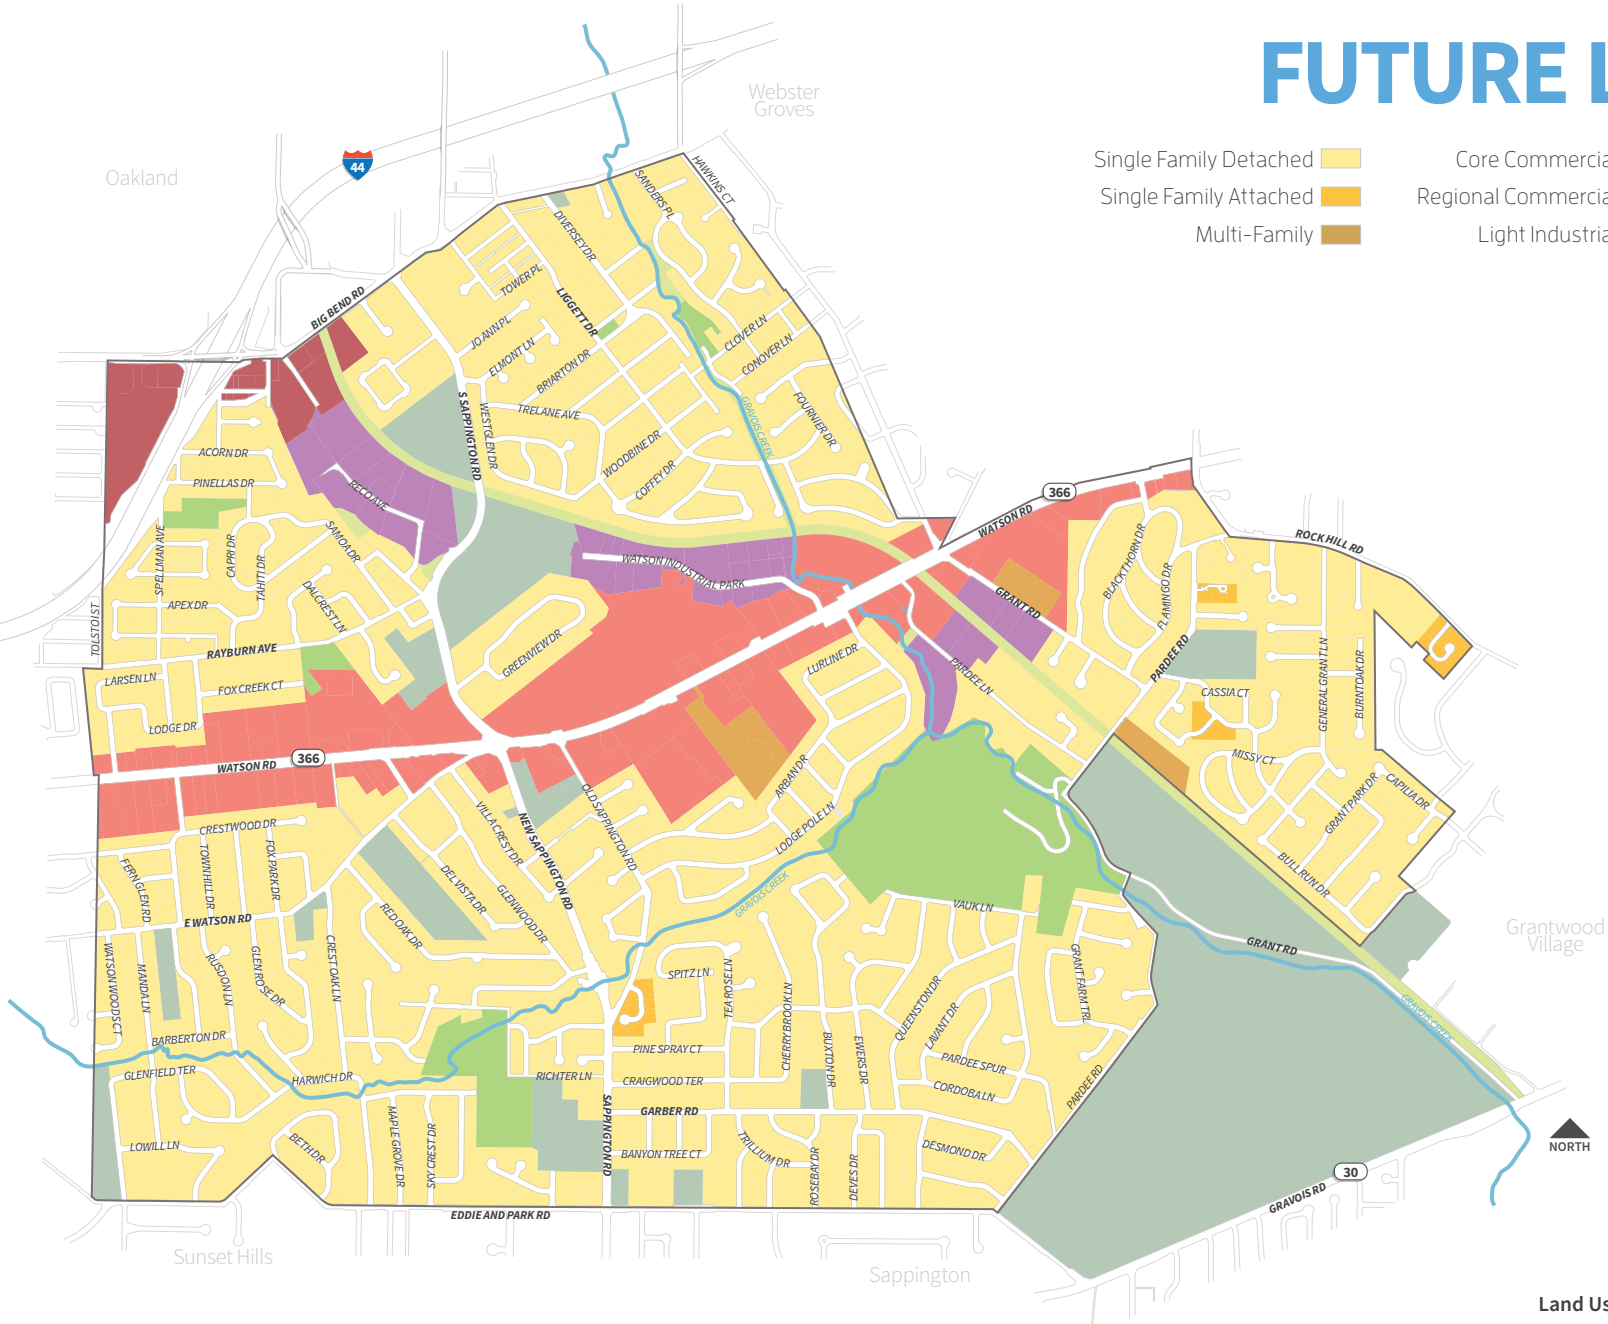 FUTURE L
Webster
Groves
Oakland
44
Single Family Detached
Core Commercia
Single Family Attached
Regional Commercia
Multi-Family
Light Industria
HAWKINS CT
SANDERS PL
DIVERSEY DR
TOWER PL
BIG BEND RD
LIGGETT DR
JO ANN PL
ELMONT LN
BRIARTON DR
CLOVER LN
CONOVER LN
S SAPPINGTON RD
WESTGLEN DR
TRELANE AVE
WOODBINE DR
COFFEY DR
GRAVOIS CREEK
FOURNIER DR
ACORN DR
PINELLAS DR
RECO AVE
SPELLMAN AVE
CAPRI DR
TAHITI DR
SAMOA DR
DALCREST LN
APEX DR
TOLSTOI ST
RAYBURN AVE
LARSEN LN
FOX CREEK CT
LODGE DR
WATSON INDUSTRIAL PARK
GREENVIEW DR
366
WATSON RD
GRANT RD
BLACKTHORN DR
FLAMINGO DR
ROCK HILL RD
PARDEE RD
PARDEE LN
CASSIA CT
GENERAL GRANT LN
BURNTOAK DR
MISSY CT
GRANT PARK DR
CAPILIA DR
BULL RUN DR
LURLINE DR
ARBAN DR
LODGE POLE LN
366
WATSON RD
OLD SAPPINGTON RD
NEW SAPPINGTON RD
VILLA CREST DR
DEL VISTA DR
GLENWOOD DR
CRESTWOOD DR
FERN GLEN RD
TOWNHILL DR
FOX PARK DR
E WATSON RD
RED OAK DR
WATSON WOODS CT
MANDA LN
RUSDON LN
GLEN ROSE DR
CREST OAK LN
BARBERTON DR
GLENFIELD TER
HARWICH DR
LOWILL LN
BETH DR
MAPLE GROVE DR
SKY CREST DR
GRAVOIS CREEK
SPITZ LN
TEA ROSE LN
PINE SPRAY CT
RICHTER LN
CRAIGWOOD TER
GARBER RD
SAPPINGTON RD
BANYON TREE CT
TRILLIUM DR
CHERRYBROOK LN
BUXTON DR
EWERS DR
ROSEBAY DR
DEVES DR
VAUK LN
QUEENSTON DR
LAVANT DR
GRANT FARM TRL
PARDEE SPUR
CORDOBA LN
DESMOND DR
PARDEE RD
GRANT RD
GRAVOIS CREEK
Grantwood
Village
NORTH
30
GRAVOIS RD
EDDIE AND PARK RD
Sunset Hills
Sappington
Land Us